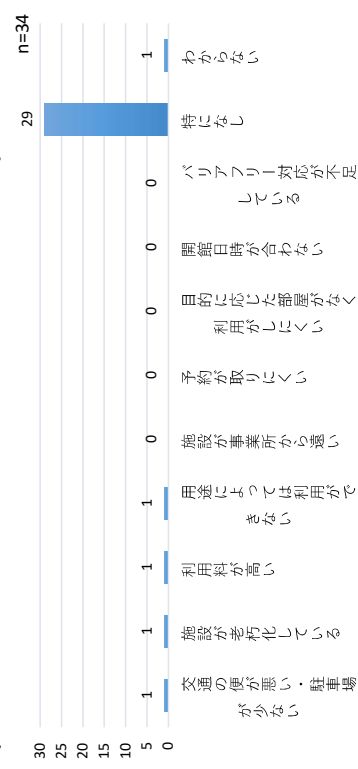 n=34
30
25
20
15
10
5
0
1
1
1
1
0
0
0
0
0
29
1
交通の便が悪い・駐車場
が少ない
施設が老朽化している
利用料が高い
用途によっては利用がで
きない
施設が事業所から遠い
予約が取りにくい
目的に応じた部屋がなく
利用がしにくい
開館日時が合わない
バリアフリー対応が不足
している
特になし
わからない